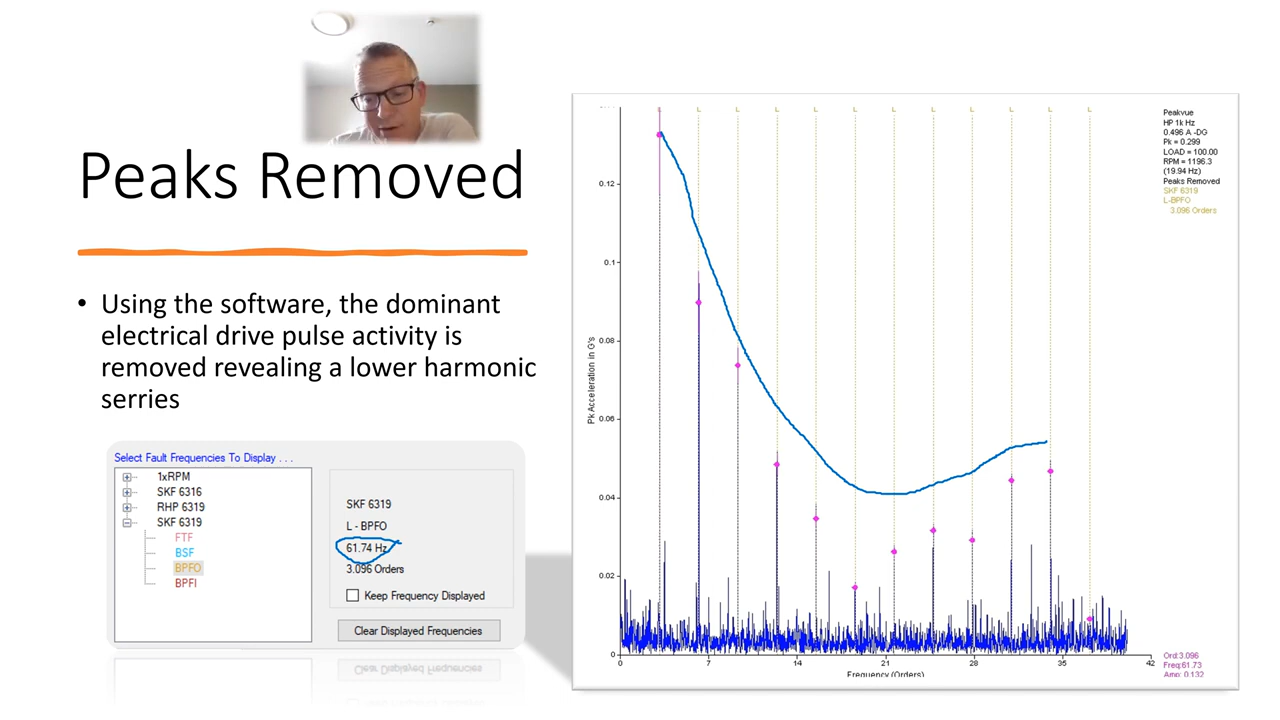 Peaks Removed
• Using the software, the dominant
electrical drive pulse activity is
removed revealing a lower harmonic
serries
Select Fault Frequencies To Display . . .
1xRPM
SKF 6316
RHP 6319
SKF 6319
FTF
BSF
BPFO
BPFI
SKF 6319
L - BPFO
61.74 Hz
3.096 Orders
Keep Frequency Displayed
Clear Displayed Frequencies
Clear Displayed Frequencies
L L L L L L L L L L L L
Pk Acceleration in G's
0.12
0.1
0.08
0.06
0.04
0.02
0
0 7 14 21 28 35 42
Frequency (Orders)
Peakvue
HP 1k Hz
0.496 A -DG
Pk = 0.299
LOAD = 100.00
RPM = 1196.3
(19.94 Hz)
Peaks Removed
SKF 6319
L-BPFO
3.096 Orders
Ord:3.096
Freq:61.73
Amp: 0.132